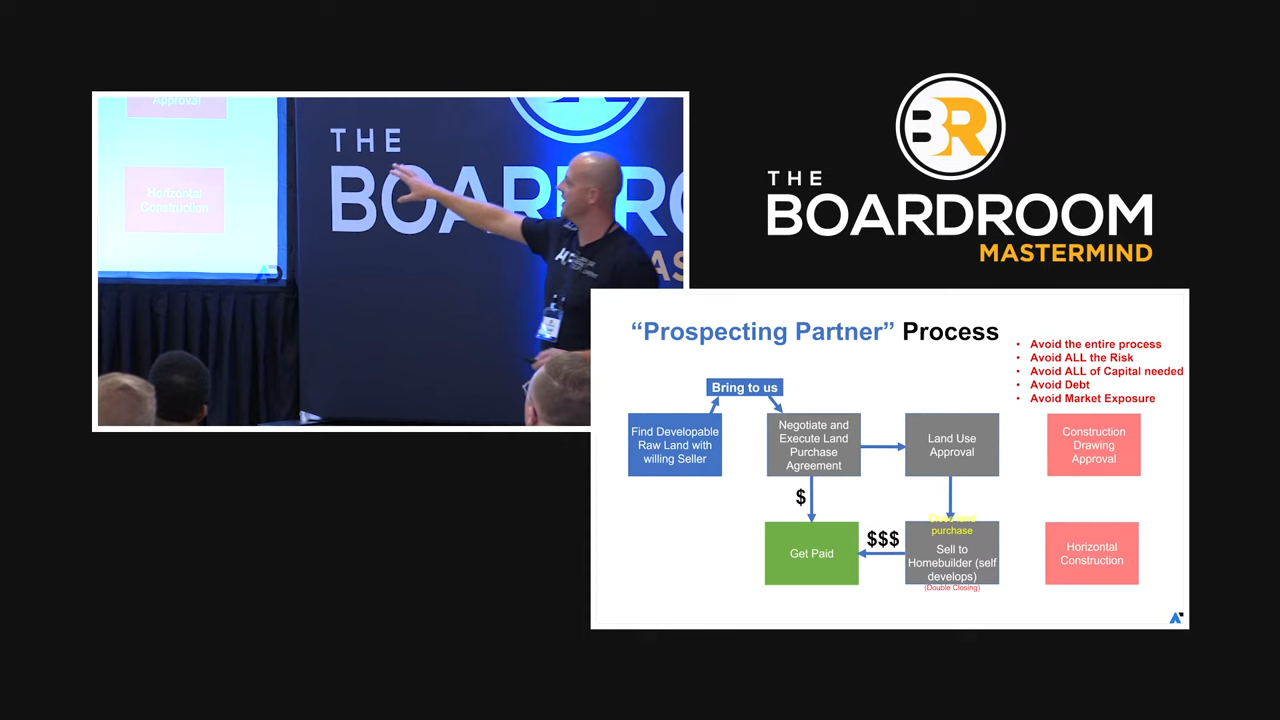 Approval
Horizontal
Construction
THE
BOARDRO
AS
BR
THE
BOARDROOM
MASTERMIND
“Prospecting Partner” Process
• Avoid the entire process
• Avoid ALL the Risk
• Avoid ALL of Capital needed
• Avoid Debt
• Avoid Market Exposure
Bring to us
Find Developable
Raw Land with
willing Seller
Negotiate and
Execute Land
Purchase
Agreement
Land Use
Approval
Construction
Drawing
Approval
$
Get Paid
$$$
Close and
purchase
Sell to
Homebuilder (self
develops)
(Double Closing)
Horizontal
Construction